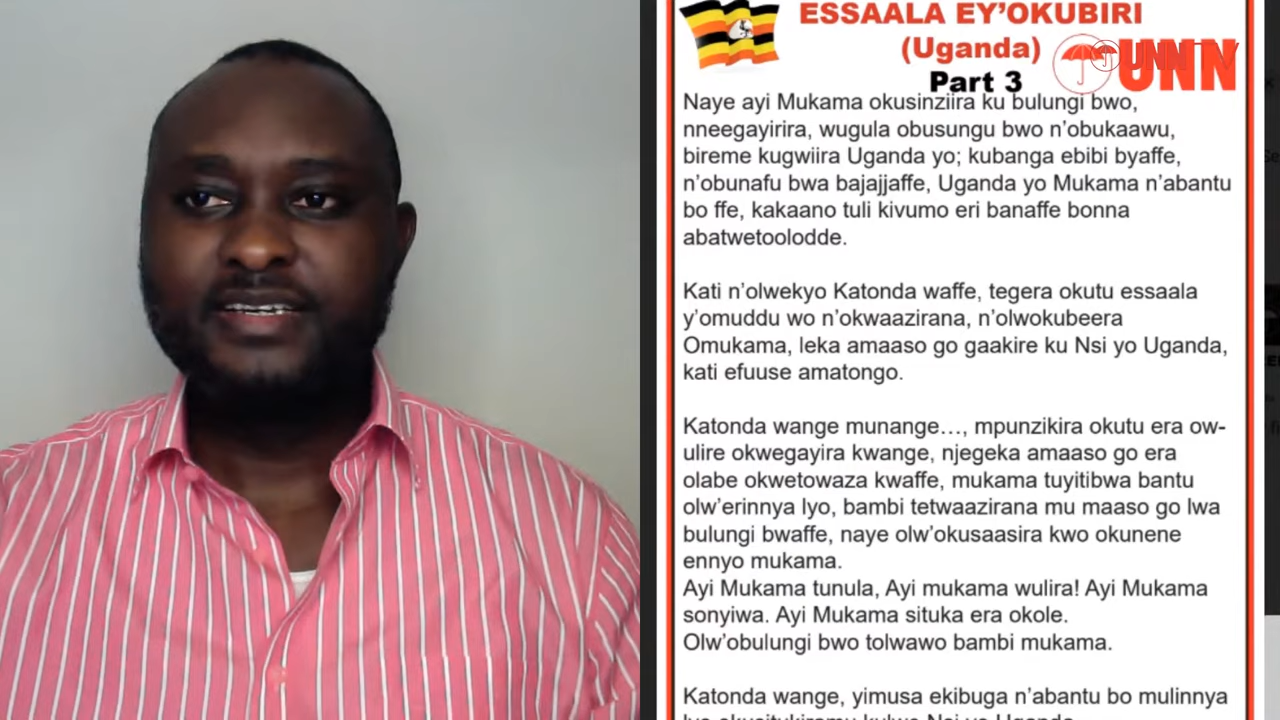 ESSAALA EY’OKUBIRI
(Uganda)
Part 3
UNN
Naye ayi Mukama okusinziira ku bulungi bwo,
nneegayirira, wugula obusungu bwo n’obukaawu,
bireme kugwiira Uganda yo; kubanga ebibi byaffe,
n’obunafu bwa bajajjaffe, Uganda yo Mukama n’abantu
bo ffe, kakaano tuli kivumo eri banaffe bonna
abatwetoolodde.
Kati n’olwekyo Katonda waffe, tegera okutu essaala
y’omuddu wo n’okwaazirana, n’olwokubeera
Omukama, leka amaaso go gaakire ku Nsi yo Uganda,
kati efuuse amatongo.
Katonda wange munange…, mpunzikira okutu era ow-
ulire okwegayira kwange, njegeka amaaso go era
olabe okwetowaza kwaffe, mukama tuyitibwa bantu
olw’erinnya lyo, bambi tetwaazirana mu maaso go lwa
bulungi bwaffe, naye olw’okusaasira kwo okunene
ennyo mukama.
Ayi Mukama tunula, Ayi mukama wulira! Ayi Mukama
sonyiwa. Ayi Mukama situka era okole.
Olw’obulungi bwo tolwawo bambi mukama.
Katonda wange, yimusa ekibuga n’abantu bo mulinnya